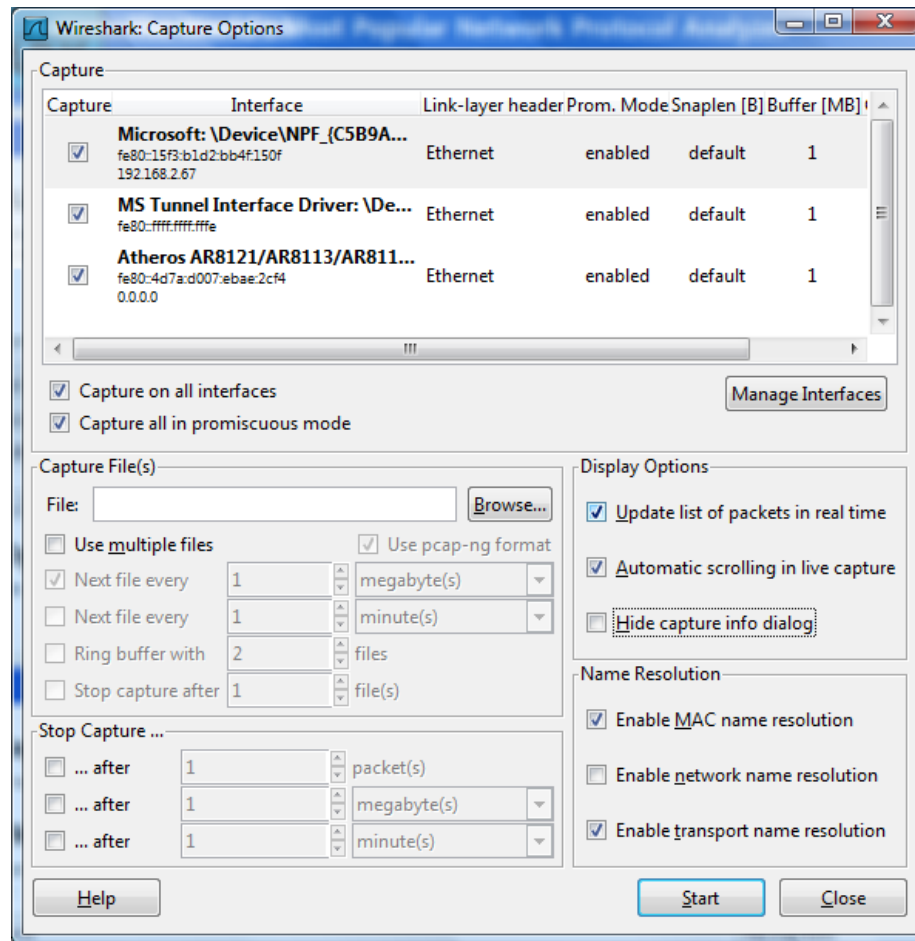 Wireshark: Capture Options
Most Popular Network Protocol Analyz
Capture
Capture Interface Link-layer header Prom. Mode Snaplen [B] Buffer [MB]
Microsoft: \Device\NPF_{C5B9A...
fe80::15f3:b1d2:bb4f:150f
192.168.2.67
Ethernet enabled default 1
MS Tunnel Interface Driver: \De...
fe80::ffff:ffff:fffe
Ethernet enabled default 1
Atheros AR8121/AR8113/AR811...
fe80::4d7a:d007:ebae:2cf4
0.0.0.0
Ethernet enabled default 1
Capture on all interfaces
Manage Interfaces
Capture all in promiscuous mode
Capture File(s)
File: Browse...
Use multiple files Use pcap-ng format
Next file every 1 megabyte(s)
Next file every 1 minute(s)
Ring buffer with 2 files
Stop capture after 1 file(s)
Stop Capture ...
... after 1 packet(s)
... after 1 megabyte(s)
... after 1 minute(s)
Display Options
Update list of packets in real time
Automatic scrolling in live capture
Hide capture info dialog
Name Resolution
Enable MAC name resolution
Enable network name resolution
Enable transport name resolution
Help Start Close